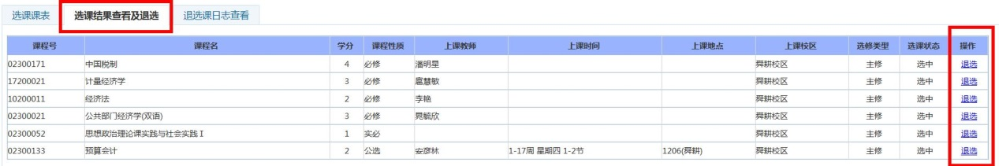 选课课表 选课结果查看及退选 退选课日志查看
课程号 课程名 学分 课程性质 上课教师 上课时间 上课地点 上课校区 选修类型 选课状态 操作
02300171 中国税制 4 必修 潘明星 舜耕校区 主修 选中 退选
17200021 计量经济学 3 必修 扈慧敏 舜耕校区 主修 选中 退选
10200011 经济法 2 必修 李艳 舜耕校区 主修 选中 退选
02300021 公共部门经济学(双语) 3 必修 晁毓欣 舜耕校区 主修 选中 退选
02300052 思想政治理论课实践与社会实践 I 1 实必 舜耕校区 主修 选中 退选
02300133 预算会计 2 公选 安彦林 1-17周 星期四 1-2节 1206(舜耕) 舜耕校区 主修 选中 退选